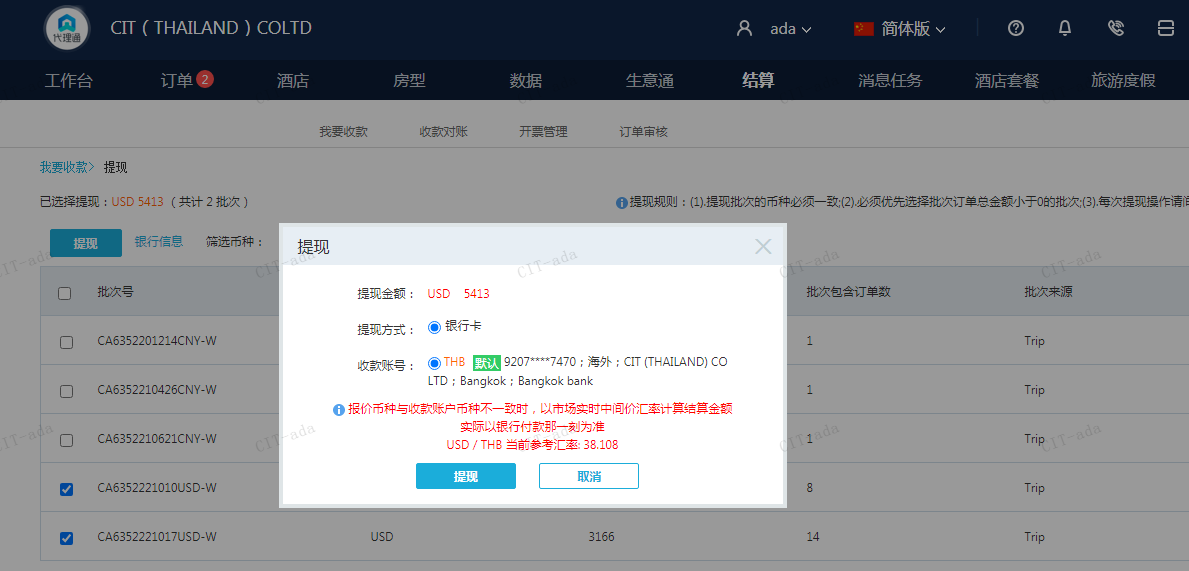 代理通
CIT ( THAILAND ) COLTD
ada
简体版
工作台
订单 2
酒店
房型
数据
生意通
结算
消息任务
酒店套餐
旅游度假
我要收款
收款对账
开票管理
订单审核
我要收款> 提现
已选择提现：USD 5413 （ 共计 2 批次 ）
提现规则：(1).提现批次的币种必须一致;(2).必须优先选择批次订单总金额小于0的批次;(3).每次提现操作请间
提现
银行信息
筛选币种：
批次号
批次包含订单数
批次来源
CA6352201214CNY-W
1
Trip
CA6352210426CNY-W
1
Trip
CA6352210621CNY-W
1
Trip
CA6352221010USD-W
8
Trip
CA6352221017USD-W
USD
3166
14
Trip
提现
提现金额： USD 5413
提现方式： 银行卡
收款账号： THB 默认 9207****7470；海外；CIT (THAILAND) CO
LTD；Bangkok；Bangkok bank
报价币种与收款账户币种不一致时，以市场实时中间价汇率计算结算金额
实际以银行付款那一刻为准
USD / THB 当前参考汇率: 38.108
提现
取消
CIT-ada
CIT-ada
CIT-ada
CIT-ada
CIT-ada
CIT-ada
CIT-ada
CIT-ada
CIT-ada